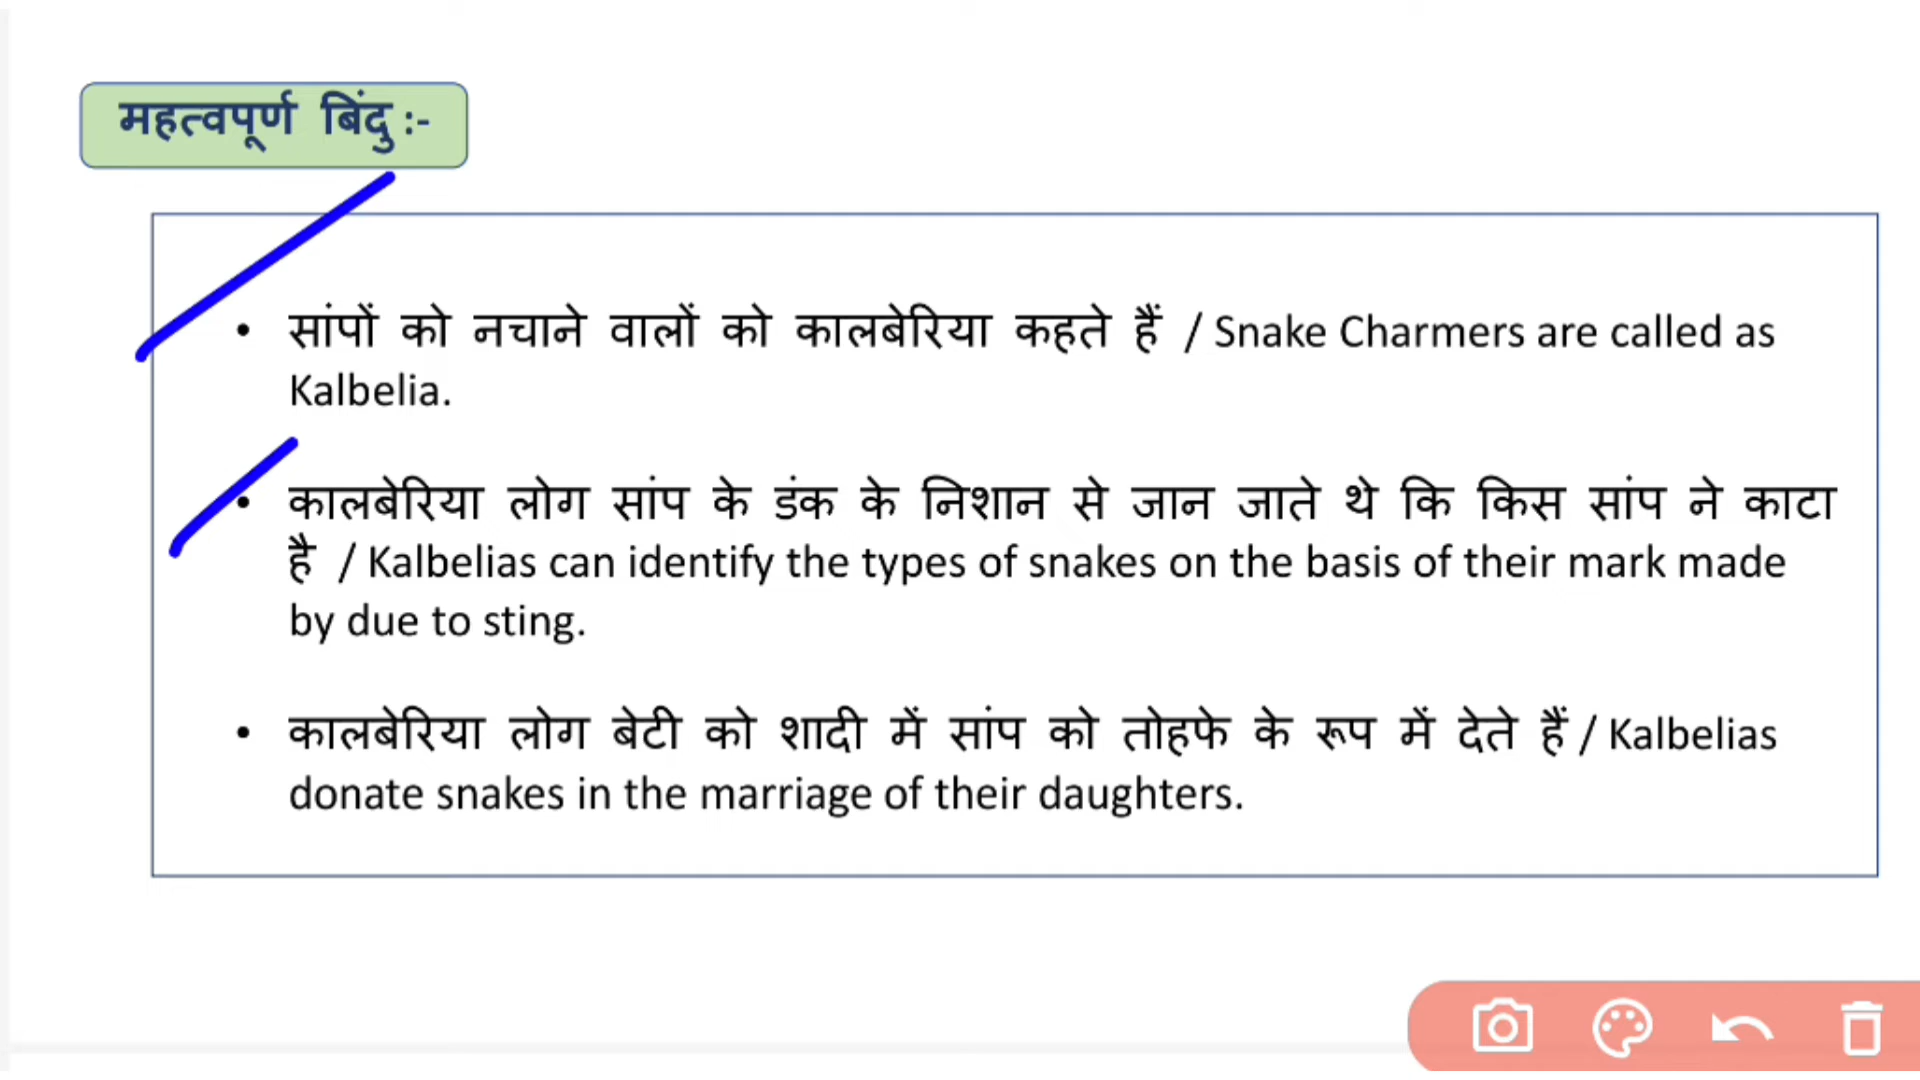 महत्वपूर्ण बिंदु :-
• सांपों को नचाने वालों को कालबेरिया कहते हैं / Snake Charmers are called as
Kalbelia.
• कालबेरिया लोग सांप के डंक के निशान से जान जाते थे कि किस सांप ने काटा
है / Kalbelias can identify the types of snakes on the basis of their mark made
by due to sting.
• कालबेरिया लोग बेटी को शादी में सांप को तोहफे के रूप में देते हैं / Kalbelias
donate snakes in the marriage of their daughters.